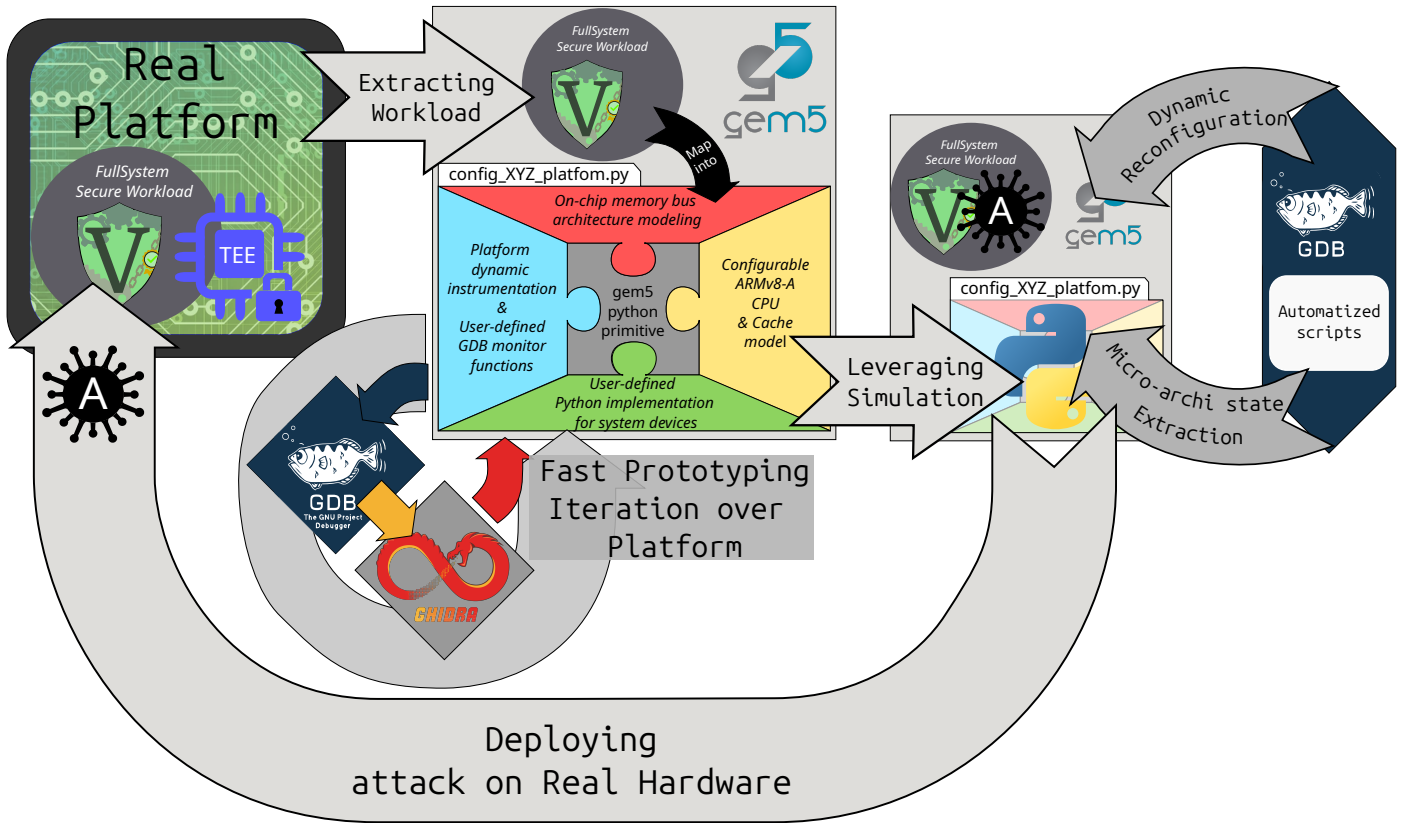 Real
Platform
FullSystem
Secure Workload
V
TEE
A
Extracting
Workload
FullSystem
Secure Workload
V
gem5
Map
into
config_XYZ_platfom.py
On-chip memory bus
architecture modeling
Platform
dynamic
instrumentation
&
User-defined
GDB monitor
functions
gem5
python
primitive
Configurable
ARMv8-A
CPU
& Cache
model
User-defined
Python implementation
for system devices
GDB
The GNU Project
Debugger
GHIDRA
Fast Prototyping
Iteration over
Platform
Leveraging
Simulation
FullSystem
Secure Workload
V
A
gem5
config_XYZ_platfom.py
Dynamic
Reconfiguration
GDB
Automatized
scripts
Micro-archi state
Extraction
Deploying
attack on Real Hardware